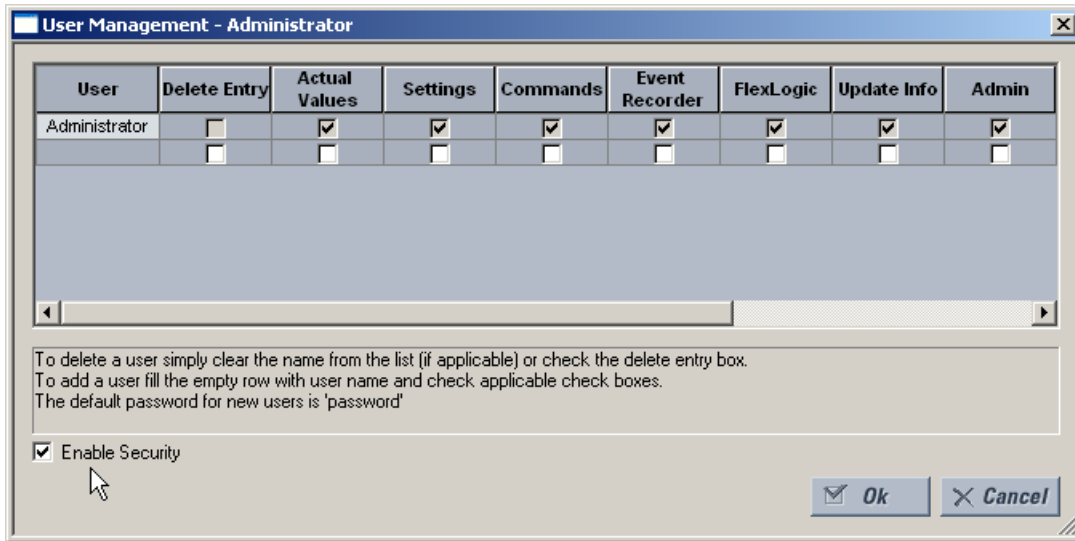 User Management - Administrator
User Delete Entry Actual Values Settings Commands Event Recorder FlexLogic Update Info Admin
Administrator
To delete a user simply clear the name from the list (if applicable) or check the delete entry box.
To add a user fill the empty row with user name and check applicable check boxes.
The default password for new users is 'password'
Enable Security
Ok Cancel